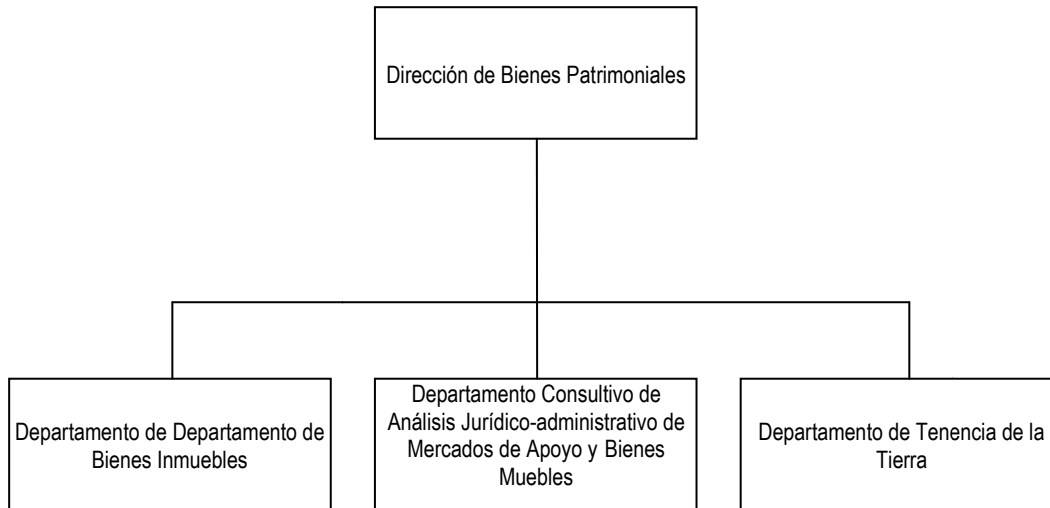 Dirección de Bienes Patrimoniales
Departamento de Departamento de
Bienes Inmuebles
Departamento Consultivo de
Análisis Jurídico-administrativo de
Mercados de Apoyo y Bienes
Muebles
Departamento de Tenencia de la
Tierra